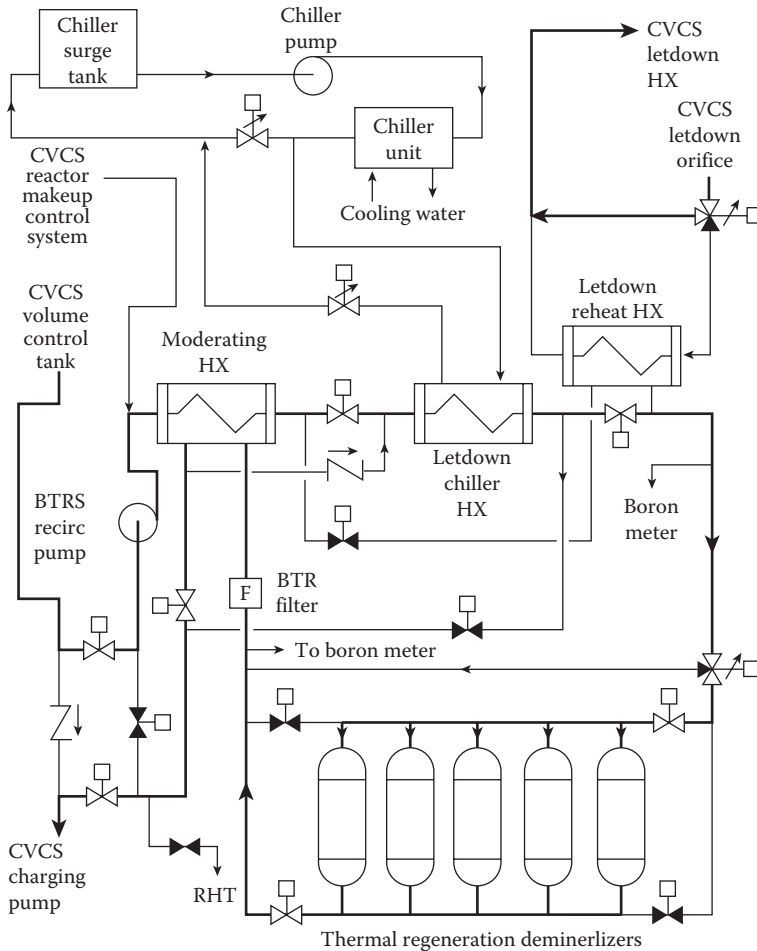 Chiller
surge
tank
Chiller
pump
CVCS
letdown
HX
CVCS
letdown
orifice
Chiller
unit
Cooling water
CVCS
reactor
makeup
control
system
CVCS
volume
control
tank
Moderating
HX
Letdown
reheat HX
Letdown
chiller
HX
Boron
meter
BTRS
recirc
pump
F
BTR
filter
To boron meter
CVCS
charging
pump
RHT
Thermal regeneration deminerlizers